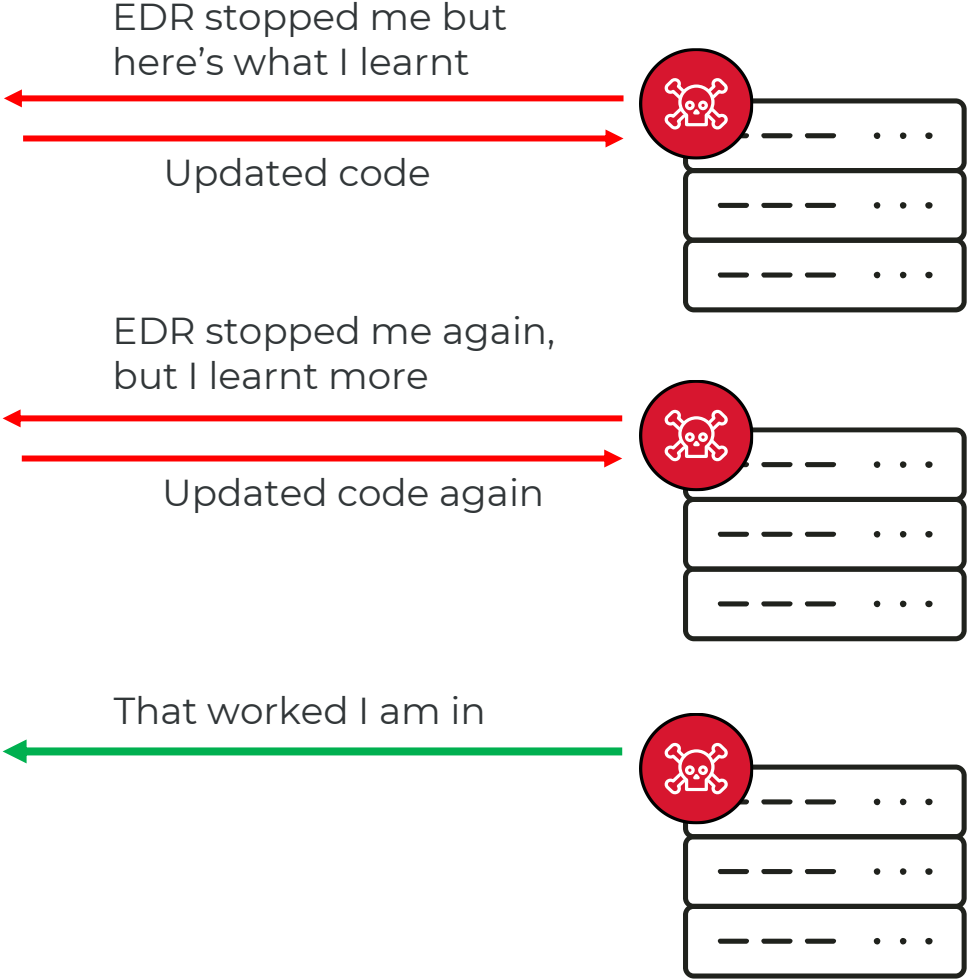 EDR stopped me but
here’s what I learnt
Updated code
EDR stopped me again,
but I learnt more
Updated code again
That worked I am in